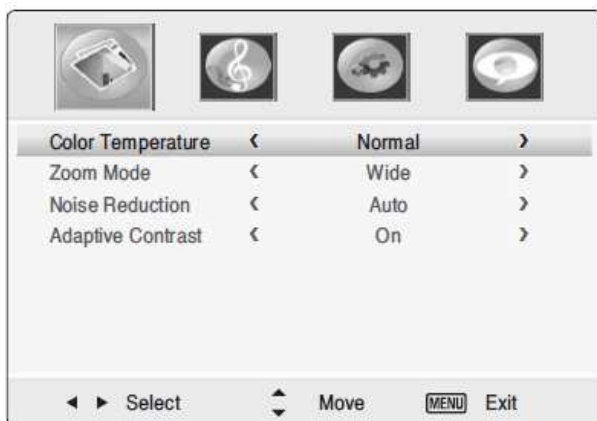 Color Temperature ‹ Normal ›
Zoom Mode ‹ Wide ›
Noise Reduction ‹ Auto ›
Adaptive Contrast ‹ On ›
◄ ► Select ▲▼ Move MENU Exit